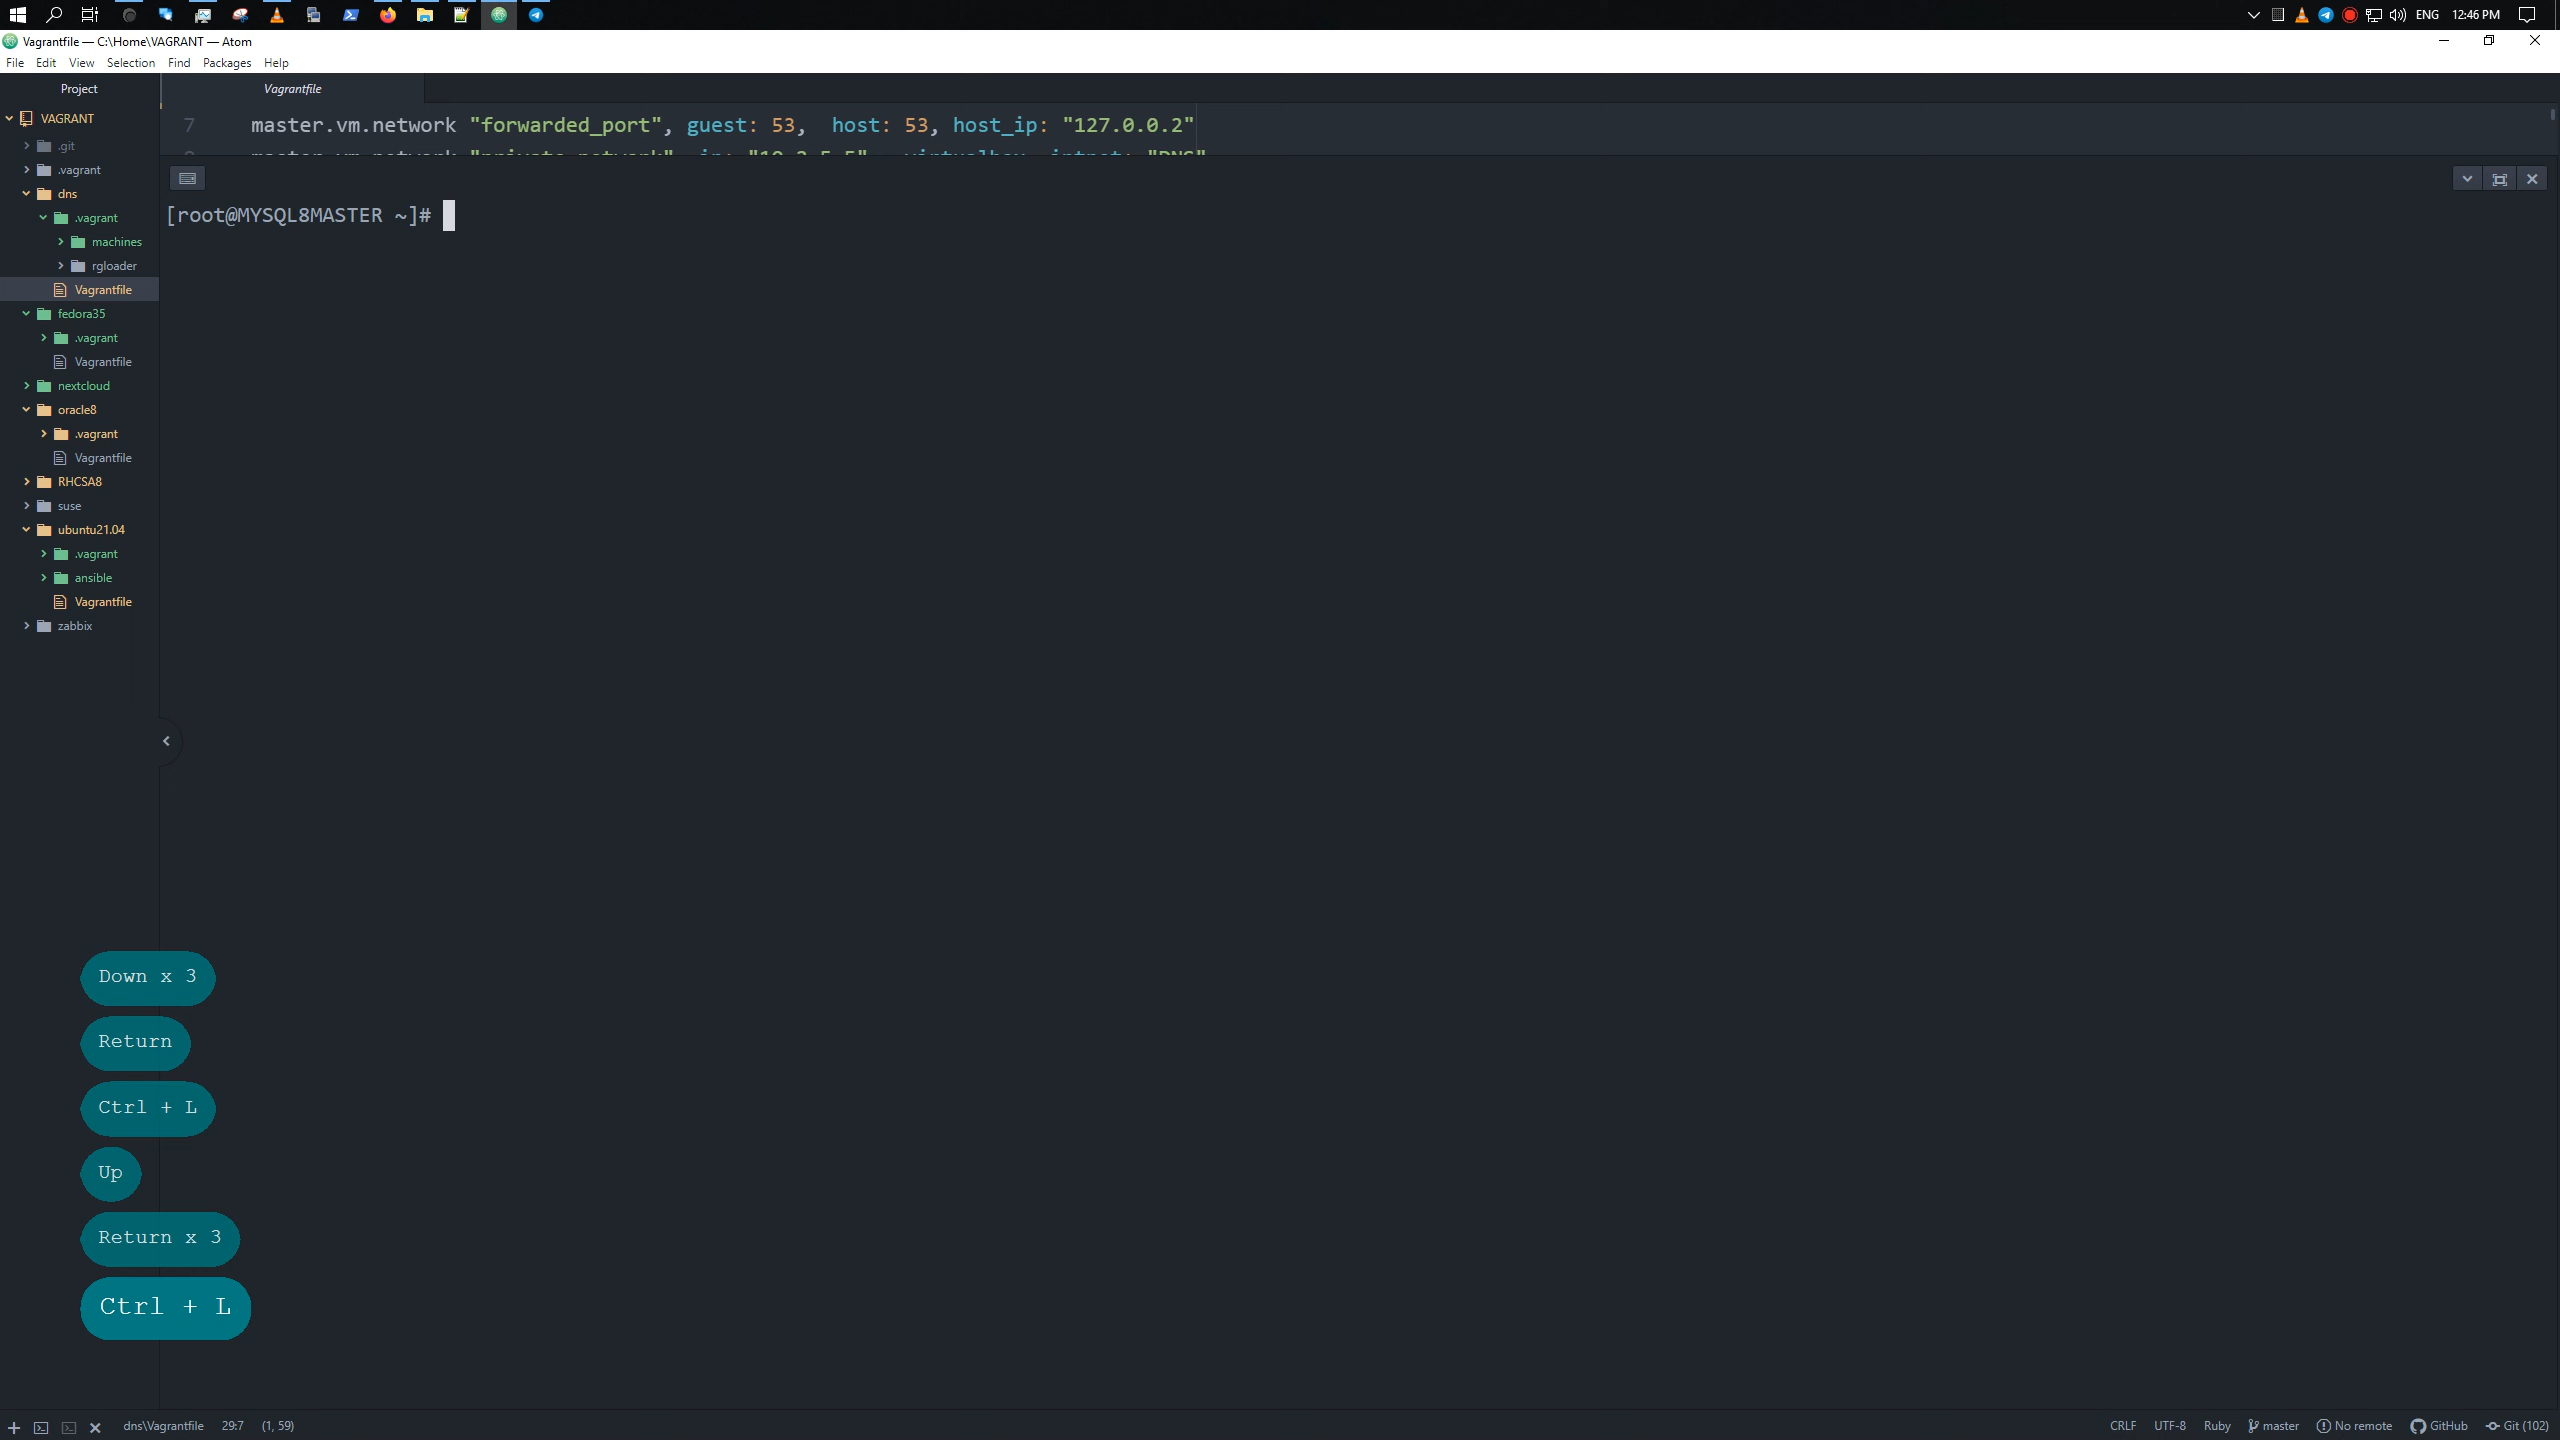 ENG 12:46 PM
Vagrantfile — C:\Home\VAGRANT — Atom
File Edit View Selection Find Packages Help
Project
Vagrantfile
VAGRANT
.git
.vagrant
dns
.vagrant
machines
rgloader
Vagrantfile
fedora35
.vagrant
Vagrantfile
nextcloud
oracle8
.vagrant
Vagrantfile
RHCSA8
suse
ubuntu21.04
.vagrant
ansible
Vagrantfile
zabbix
7 master.vm.network "forwarded_port", guest: 53, host: 53, host_ip: "127.0.0.2"
[root@MYSQL8MASTER ~]#
Down x 3
Return
Ctrl + L
Up
Return x 3
Ctrl + L
dns\Vagrantfile 29:7 (1, 59)
CRLF UTF-8 Ruby master No remote GitHub Git (102)